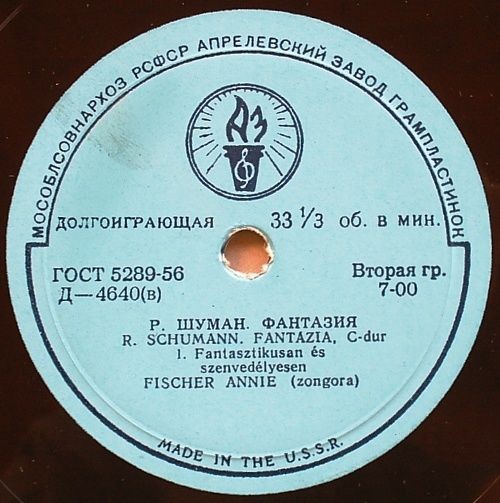 МОСОБЛСОВНАРХОЗ РСФСР АПРЕЛЕВСКИЙ ЗАВОД ГРАМПЛАСТИНОК
АЗ
ДОЛГОИГРАЮЩАЯ 33 1/3 об. в мин.
ГОСТ 5289-56 Вторая гр.
Д—4640(в) 7-00
Р. ШУМАН. ФАНТАЗИЯ
R. SCHUMANN. FANTAZIA, C-dur
1. Fantasztikusan és
szenvedélyesen
FISCHER ANNIE (zongora)
MADE IN THE U.S.S.R.